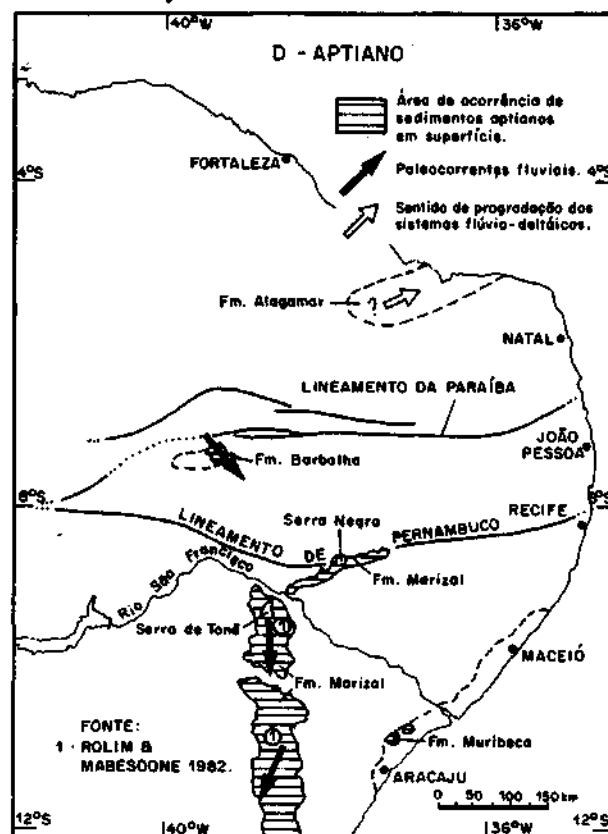 40°W
36°W
D - APTIANO
Área de ocorrência de
sedimentos aptianos
em superfície.
Paleocorrentes fluviais.
4°S
4°S
Sentido de progradação dos
sistemas flúvio-deltáicos.
FORTALEZA
Fm. Alagamar
?
NATAL
LINEAMENTO DA PARAÍBA
JOÃO
PESSOA
Fm. Barbalha
8°S
8°S
RECIFE
Serra Negra
LINEAMENTO DE PERNAMBUCO
Fm. Marizal
Rio São Francisco
Serra de Tonã
1
MACEIÓ
Fm. Marizal
FONTE:
1 - ROLIM &
MABESOONE 1982.
1
Fm. Muribeca
ARACAJU
0 50 100 150km
12°S
40°W
36°W
12°S